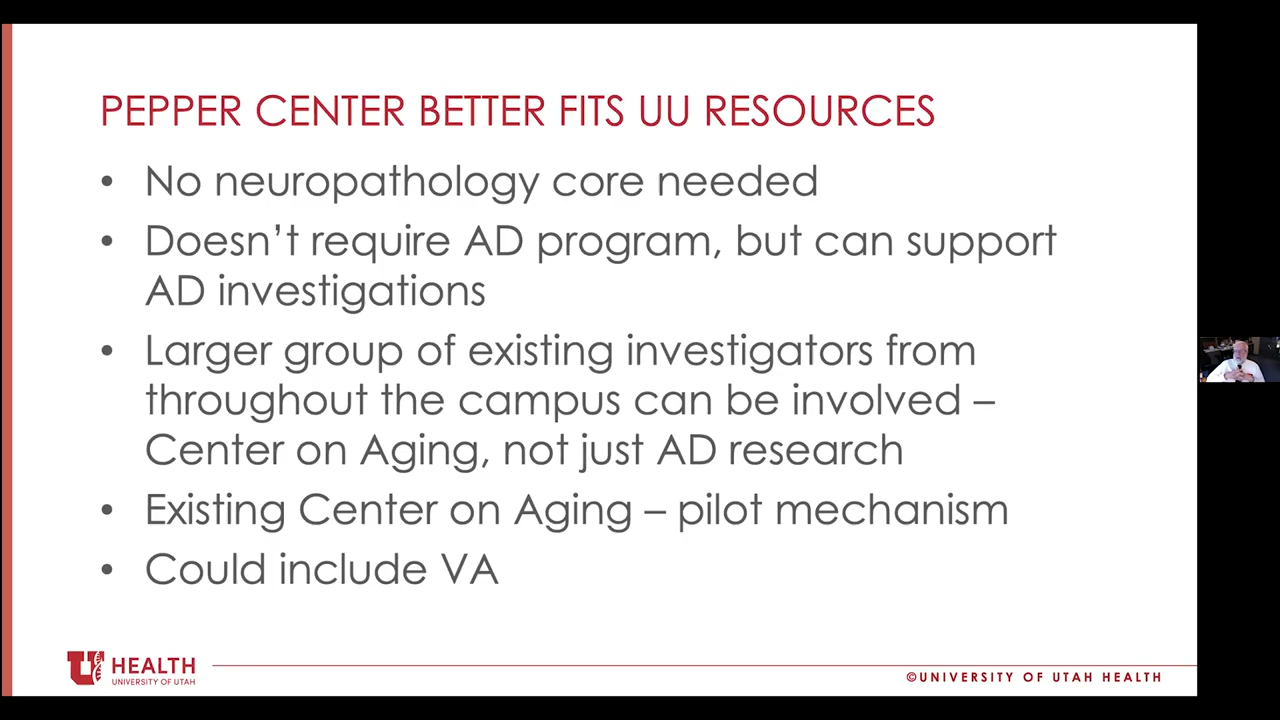 PEPPER CENTER BETTER FITS UU RESOURCES
• No neuropathology core needed
• Doesn’t require AD program, but can support
AD investigations
• Larger group of existing investigators from
throughout the campus can be involved –
Center on Aging, not just AD research
• Existing Center on Aging – pilot mechanism
• Could include VA
U HEALTH
UNIVERSITY OF UTAH
©UNIVERSITY OF UTAH HEALTH